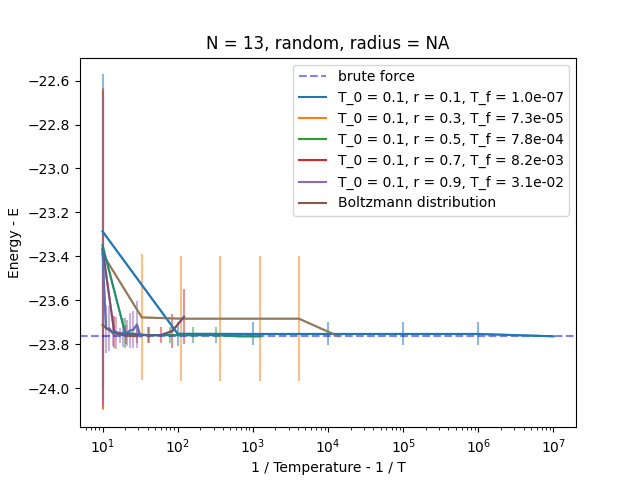 N = 13, random, radius = NA
−22.6
−22.8
−23.0
−23.2
−23.4
−23.6
−23.8
−24.0
Energy - E
brute force
T_0 = 0.1, r = 0.1, T_f = 1.0e-07
T_0 = 0.1, r = 0.3, T_f = 7.3e-05
T_0 = 0.1, r = 0.5, T_f = 7.8e-04
T_0 = 0.1, r = 0.7, T_f = 8.2e-03
T_0 = 0.1, r = 0.9, T_f = 3.1e-02
Boltzmann distribution
10¹ 10² 10³ 10⁴ 10⁵ 10⁶ 10⁷
1 / Temperature - 1 / T